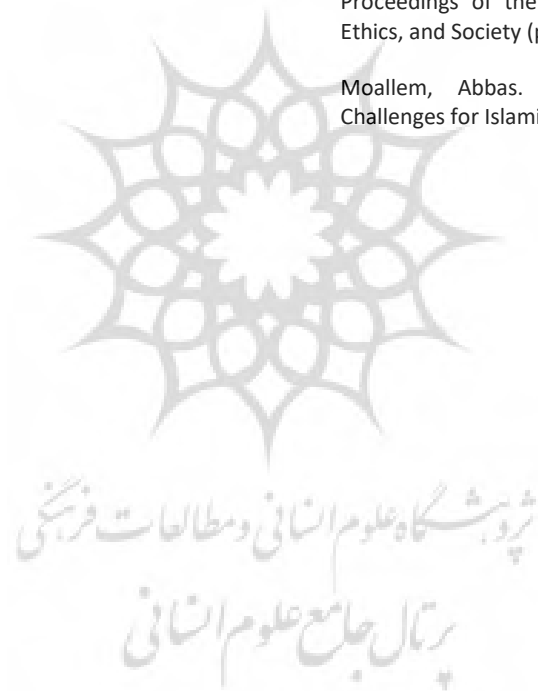 Proceedings of the
Ethics, and Society (p
Moallem, Abbas.
Challenges for Islami
پژوهشگاه علوم انسانی و مطالعات فرهنگی
پرتال جامع علوم انسانی